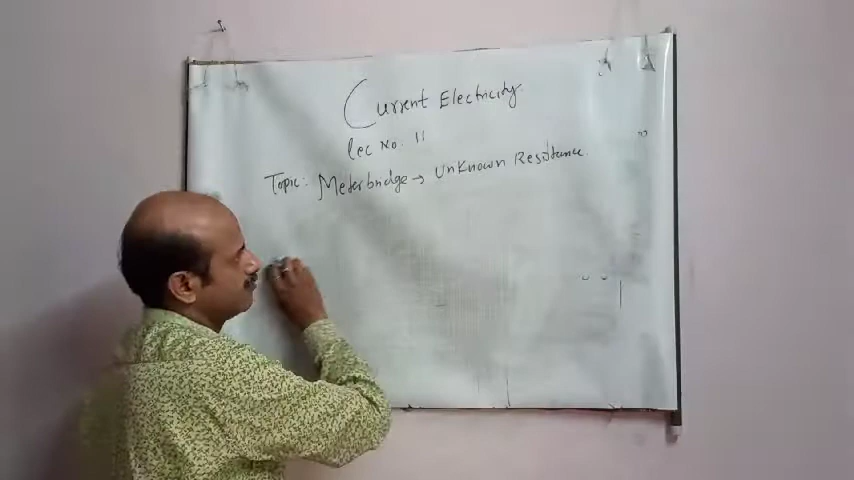 Current Electricity
Lec No. 11
Topic: Meterbridge → Unknown Resistance.